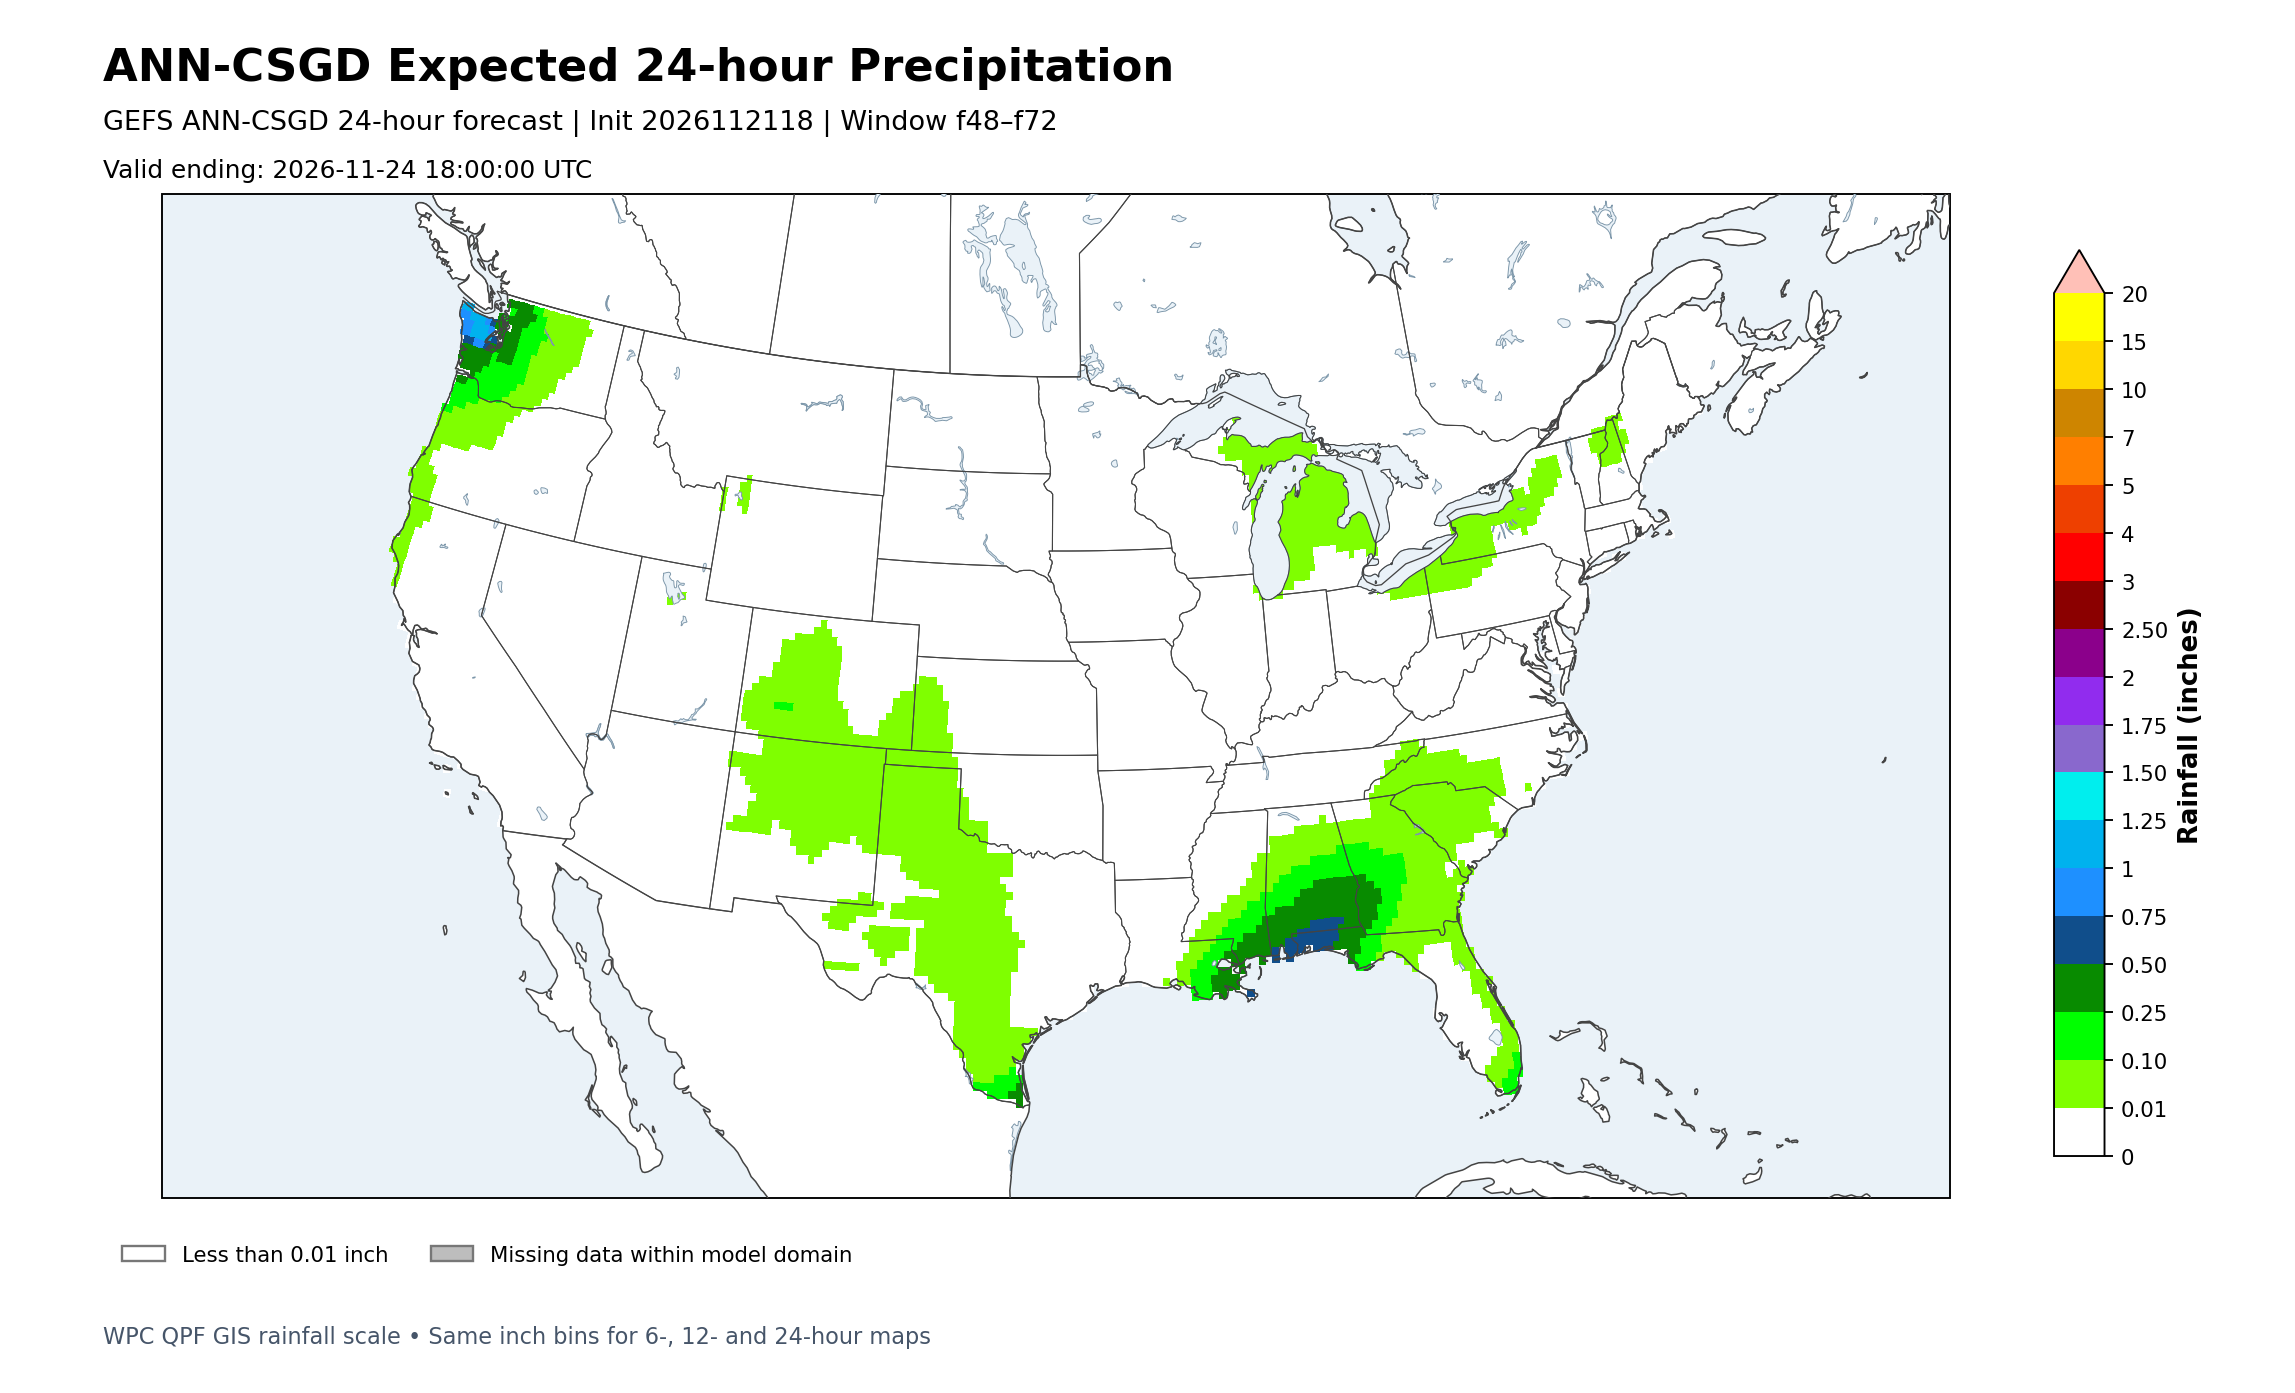 ANN-CSGD Expected 24-hour Precipitation
GEFS ANN-CSGD 24-hour forecast | Init 2026112118 | Window f48–f72
Valid ending: 2026-11-24 18:00:00 UTC
20
15
10
7
5
4
3
2.50
2
1.75
1.50
1.25
1
0.75
0.50
0.25
0.10
0.01
0
Rainfall (inches)
Less than 0.01 inch
Missing data within model domain
WPC QPF GIS rainfall scale • Same inch bins for 6-, 12- and 24-hour maps